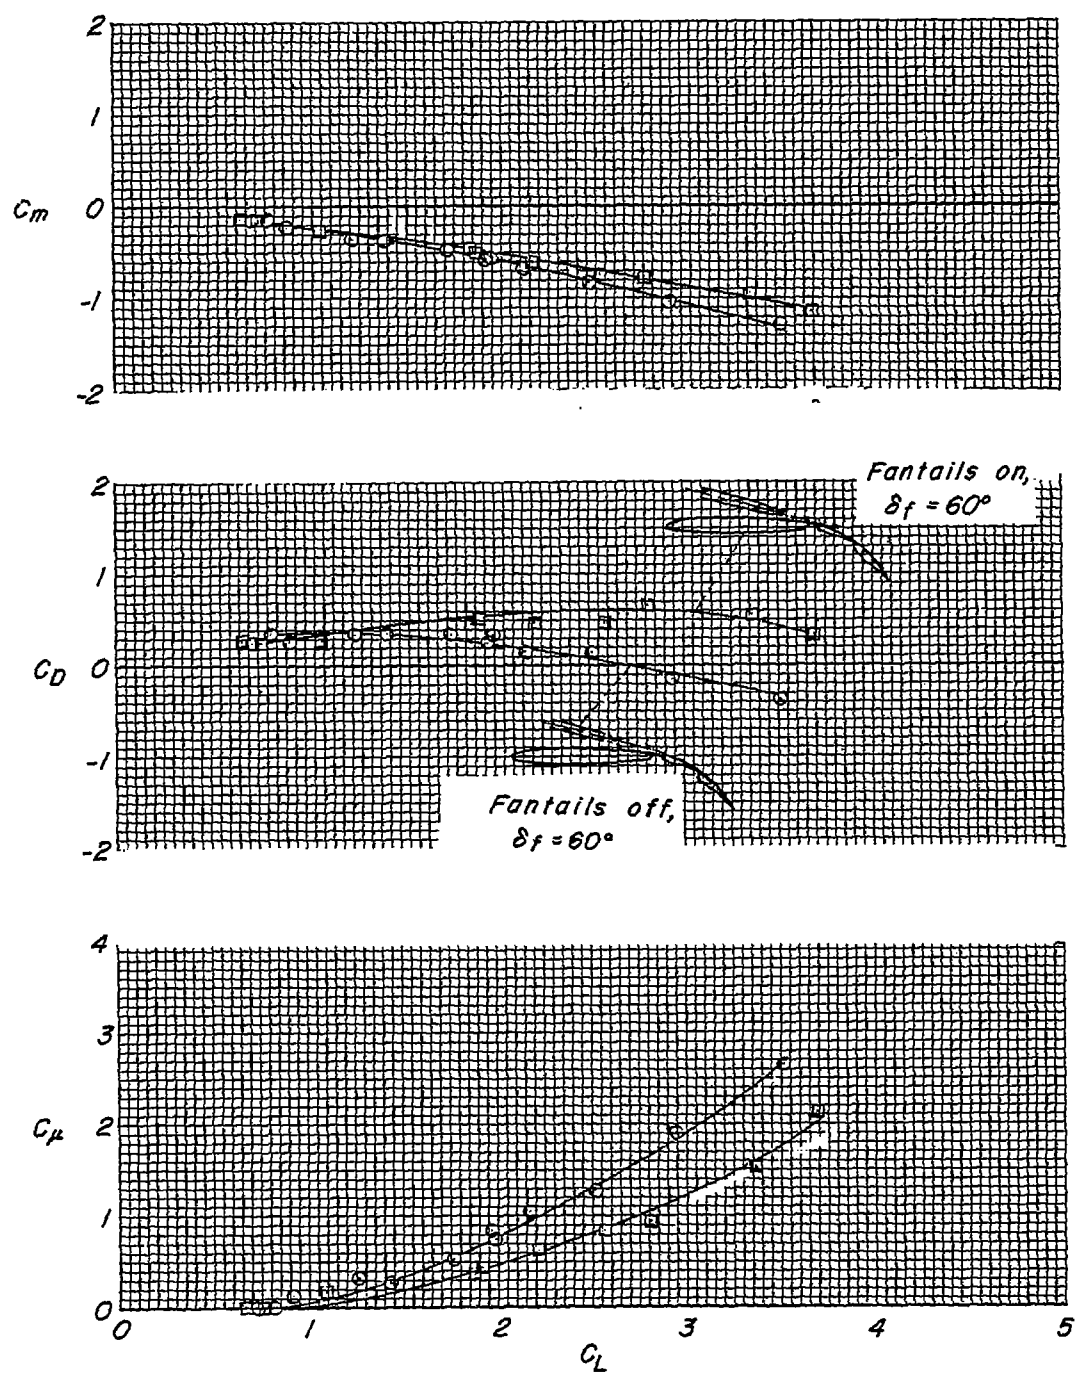 2
1
Cm 0
-1
-2
Fantails on,
δf = 60°
2
1
CD 0
-1
-2
Fantails off,
δf = 60°
4
3
Cμ 2
1
0
0 1 2 3 4 5
CL